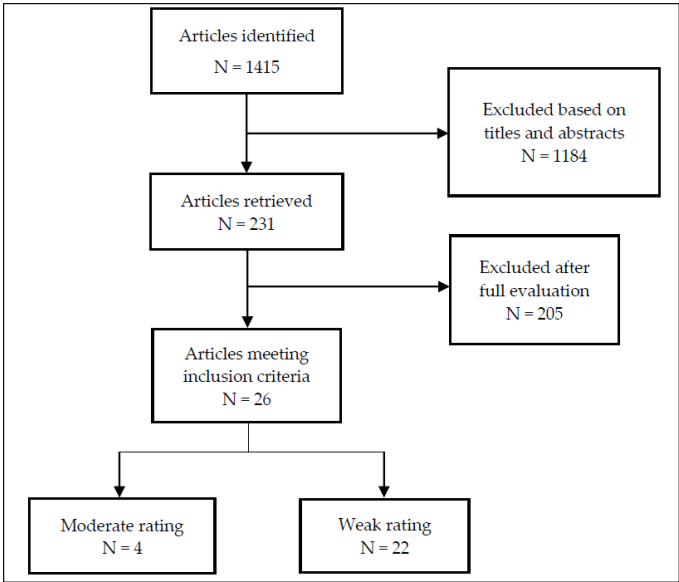 Articles identified
N = 1415
Excluded based on
titles and abstracts
N = 1184
Articles retrieved
N = 231
Excluded after
full evaluation
N = 205
Articles meeting
inclusion criteria
N = 26
Moderate rating
N = 4
Weak rating
N = 22